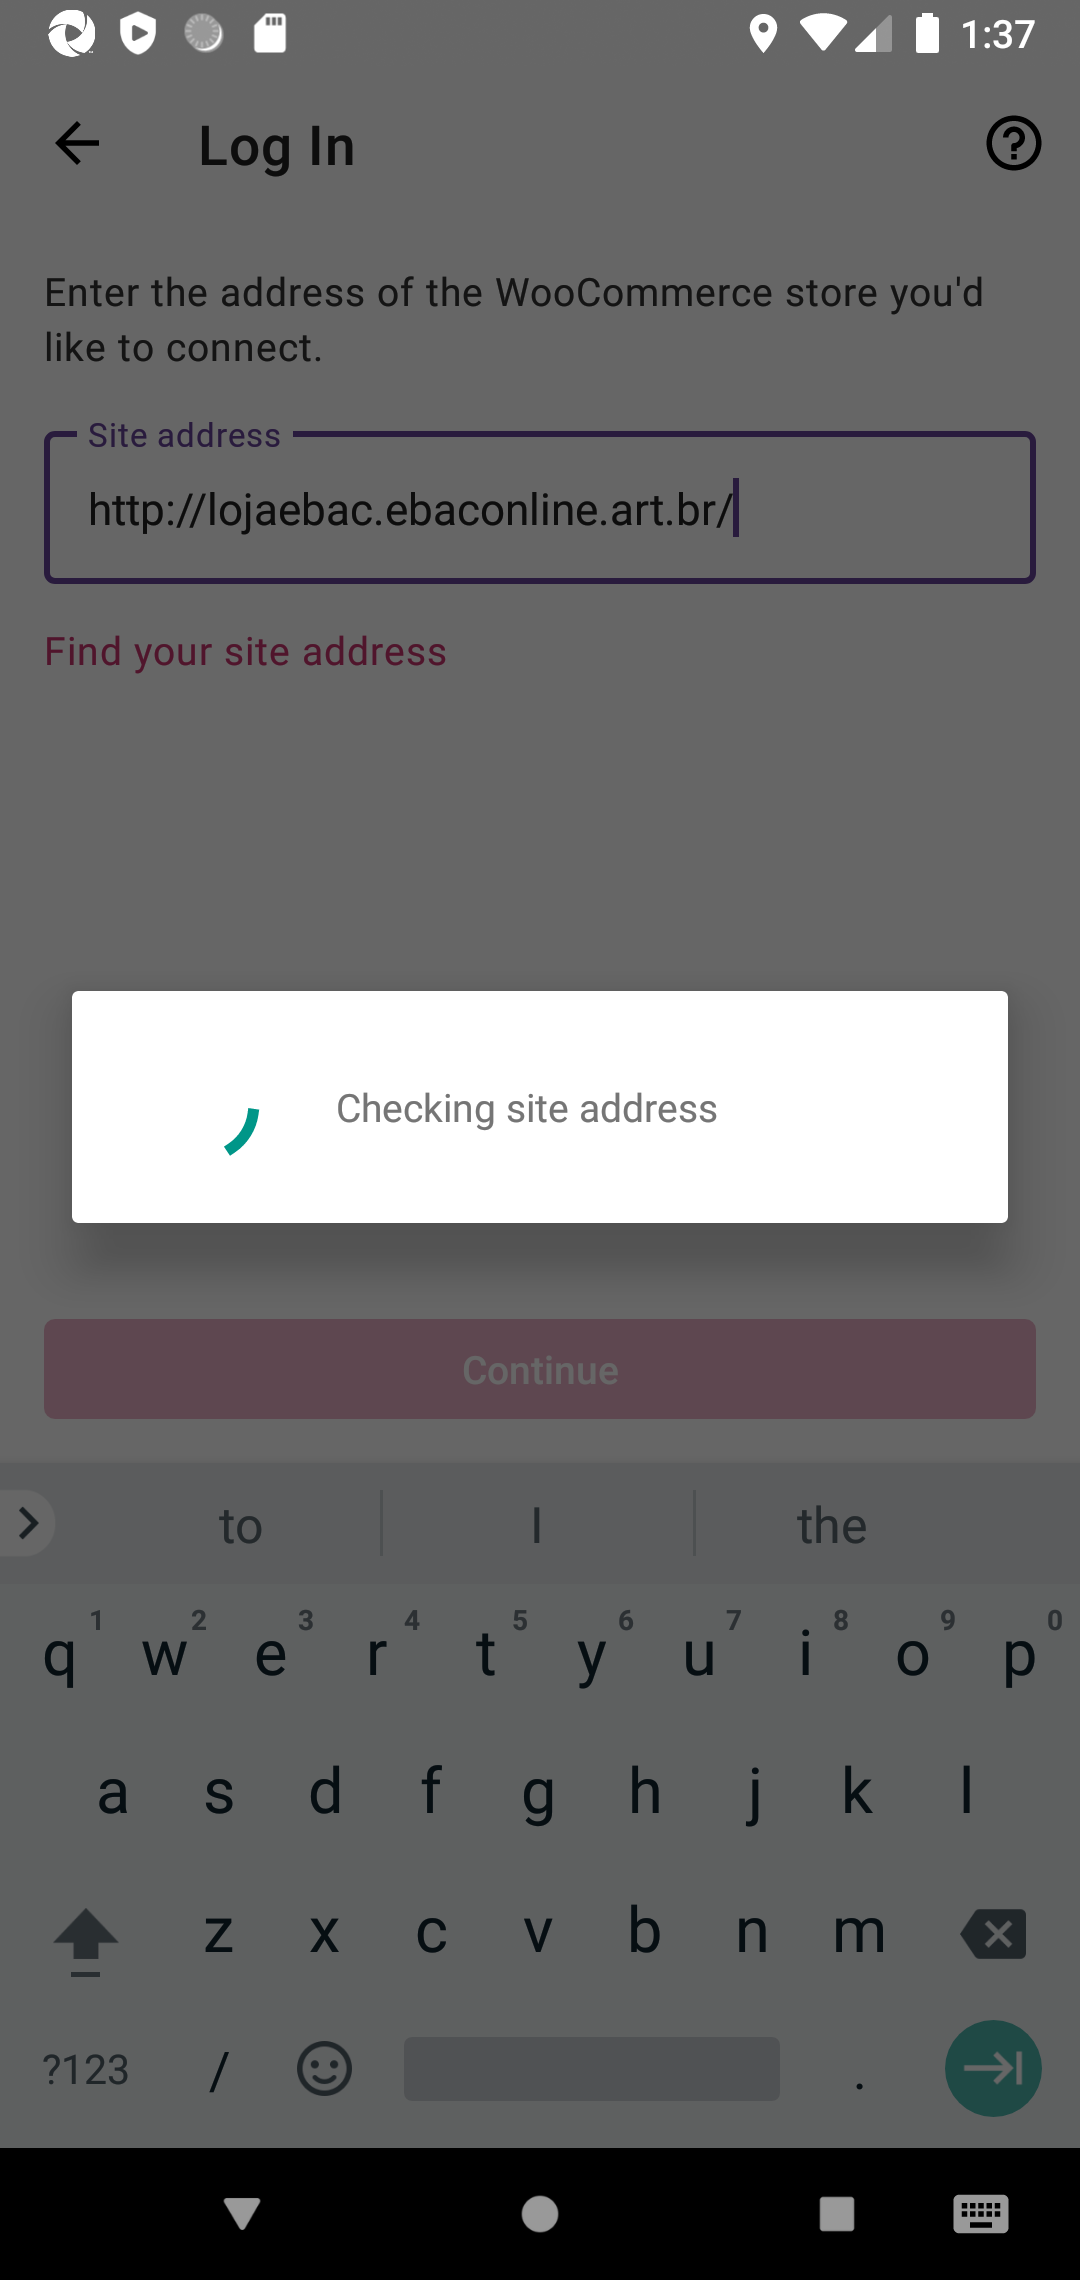 1:37
Log In
Enter the address of the WooCommerce store you'd
like to connect.
Site address
http://lojaebac.ebaconline.art.br/
Find your site address
Checking site address
Continue
to I the
1 2 3 4 5 6 7 8 9 0
q w e r t y u i o p
a s d f g h j k l
z x c v b n m
?123 / .